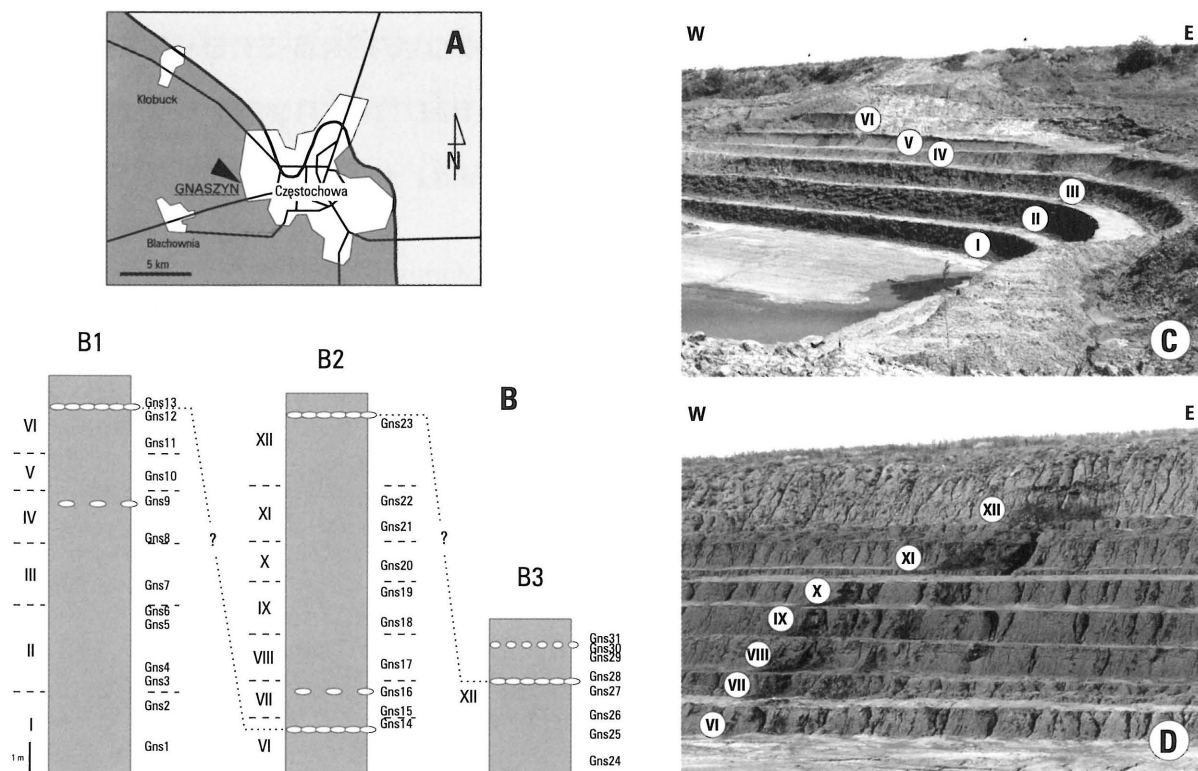 A
Kłobuck
N
GNASZYN
Częstochowa
Blachownia
5 km
W
E
VI
V
IV
III
II
I
C
B
B1
Gns13
Gns12
VI
Gns11
V
Gns10
Gns9
IV
Gns8
III
Gns7
Gns6
Gns5
II
Gns4
Gns3
Gns2
I
Gns1
1 m
?
B2
Gns23
XII
Gns22
XI
Gns21
X
Gns20
Gns19
IX
Gns18
VIII
Gns17
VII
Gns16
Gns15
Gns14
VI
?
B3
Gns31
Gns30
Gns29
Gns28
XII
Gns27
Gns26
Gns25
Gns24
W
E
XII
XI
X
IX
VIII
VII
VI
D